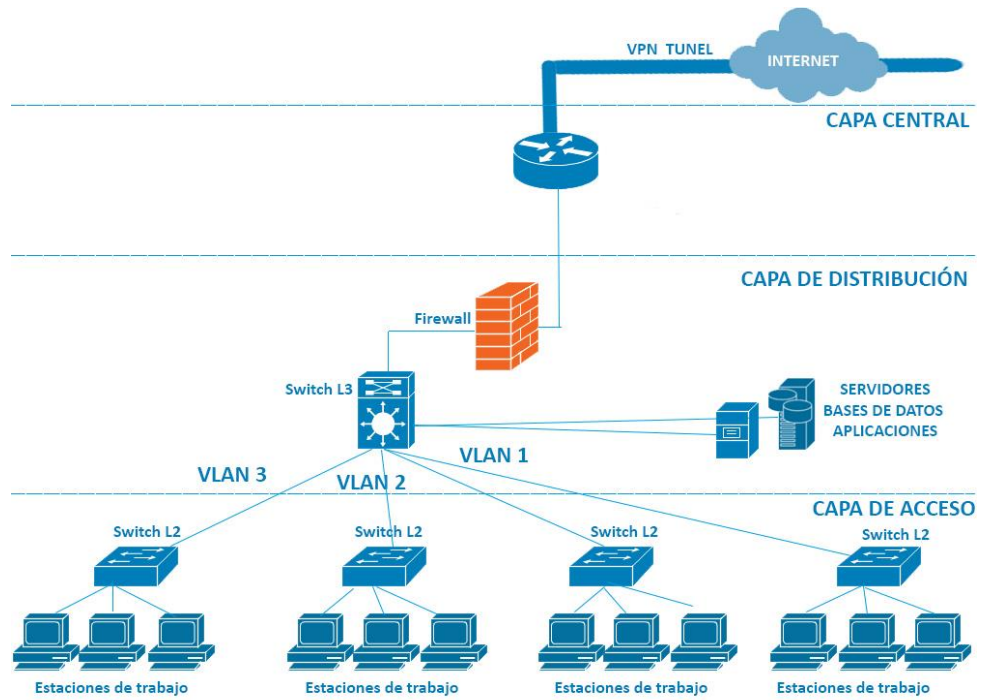 VPN TUNEL
INTERNET
CAPA CENTRAL
CAPA DE DISTRIBUCIÓN
Firewall
Switch L3
SERVIDORES
BASES DE DATOS
APLICACIONES
VLAN 3
VLAN 2
VLAN 1
CAPA DE ACCESO
Switch L2
Switch L2
Switch L2
Switch L2
Estaciones de trabajo
Estaciones de trabajo
Estaciones de trabajo
Estaciones de trabajo